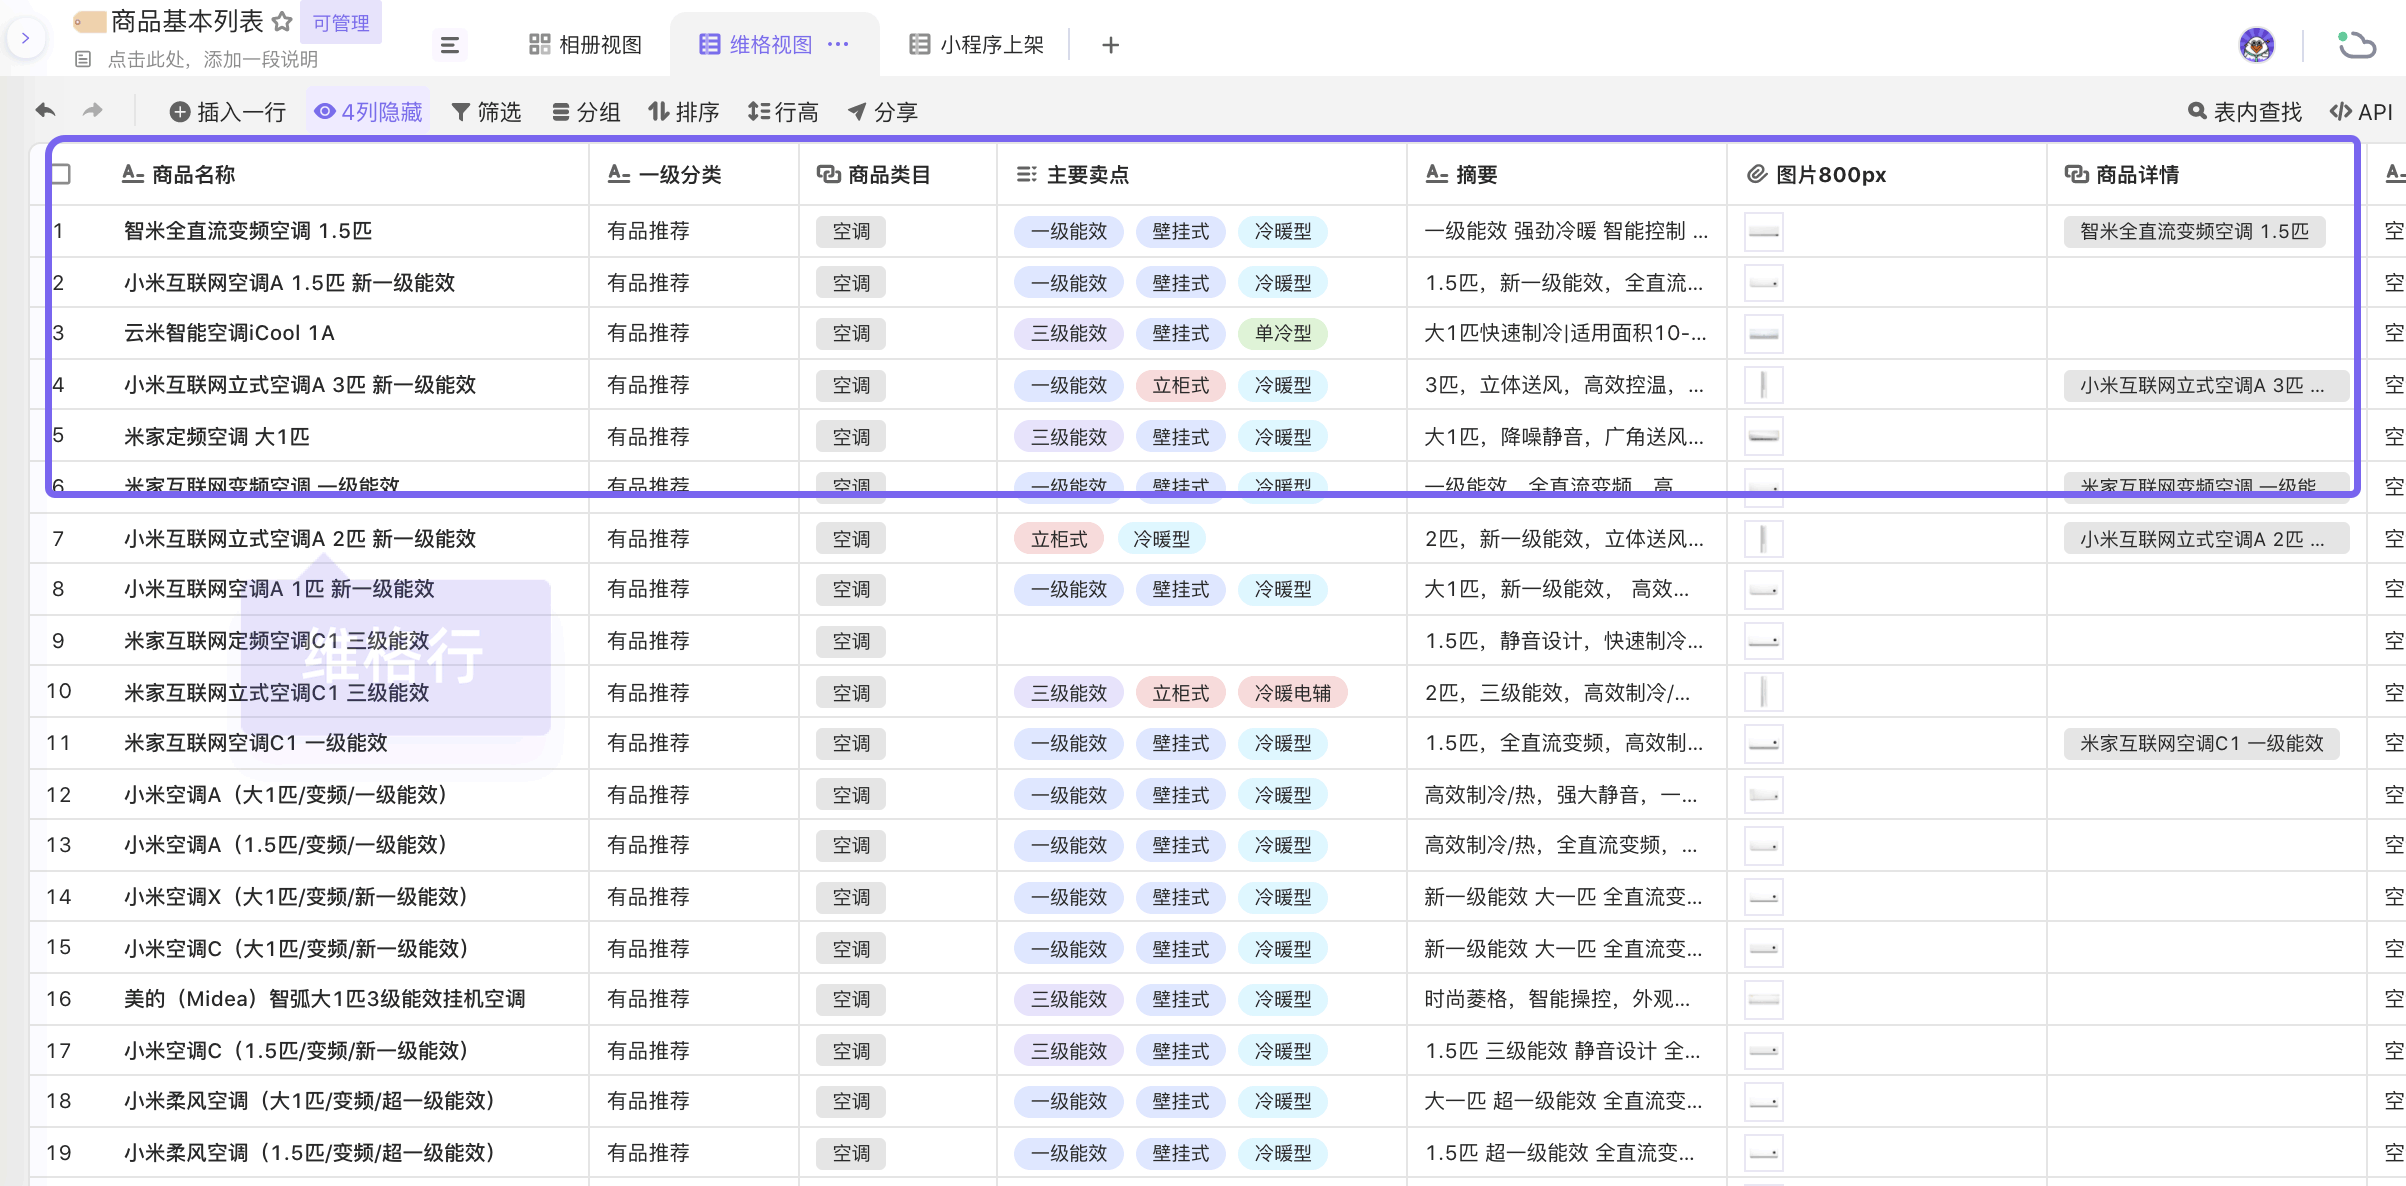 商品基本列表 可管理
点击此处，添加一段说明
相册视图 维格视图 小程序上架
插入一行 4列隐藏 筛选 分组 排序 行高 分享 表内查找 API
商品名称 一级分类 商品类目 主要卖点 摘要 图片800px 商品详情
1 智米全直流变频空调 1.5匹 有品推荐 空调 一级能效 壁挂式 冷暖型 一级能效 强劲冷暖 智能控制 ... 智米全直流变频空调 1.5匹 空
2 小米互联网空调A 1.5匹 新一级能效 有品推荐 空调 一级能效 壁挂式 冷暖型 1.5匹，新一级能效，全直流... 空
3 云米智能空调iCool 1A 有品推荐 空调 三级能效 壁挂式 单冷型 大1匹快速制冷|适用面积10-... 空
4 小米互联网立式空调A 3匹 新一级能效 有品推荐 空调 一级能效 立柜式 冷暖型 3匹，立体送风，高效控温，... 小米互联网立式空调A 3匹 ... 空
5 米家定频空调 大1匹 有品推荐 空调 三级能效 壁挂式 冷暖型 大1匹，降噪静音，广角送风... 空
6 米家互联网变频空调 一级能效 有品推荐 空调 一级能效 壁挂式 冷暖型 一级能效，全直流变频，高 米家互联网变频空调 一级能 空
7 小米互联网立式空调A 2匹 新一级能效 有品推荐 空调 立柜式 冷暖型 2匹，新一级能效，立体送风... 小米互联网立式空调A 2匹 ... 空
8 小米互联网空调A 1匹 新一级能效 有品推荐 空调 一级能效 壁挂式 冷暖型 大1匹，新一级能效， 高效... 空
9 米家互联网定频空调C1 三级能效 有品推荐 空调 1.5匹，静音设计，快速制冷... 空
维格行
10 米家互联网立式空调C1 三级能效 有品推荐 空调 三级能效 立柜式 冷暖电辅 2匹，三级能效，高效制冷/... 空
11 米家互联网空调C1 一级能效 有品推荐 空调 一级能效 壁挂式 冷暖型 1.5匹，全直流变频，高效制... 米家互联网空调C1 一级能效 空
12 小米空调A（大1匹/变频/一级能效） 有品推荐 空调 一级能效 壁挂式 冷暖型 高效制冷/热，强大静音，一... 空
13 小米空调A（1.5匹/变频/一级能效） 有品推荐 空调 一级能效 壁挂式 冷暖型 高效制冷/热，全直流变频，... 空
14 小米空调X（大1匹/变频/新一级能效） 有品推荐 空调 一级能效 壁挂式 冷暖型 新一级能效 大一匹 全直流变... 空
15 小米空调C（大1匹/变频/新一级能效） 有品推荐 空调 一级能效 壁挂式 冷暖型 新一级能效 大一匹 全直流变... 空
16 美的（Midea）智弧大1匹3级能效挂机空调 有品推荐 空调 三级能效 壁挂式 冷暖型 时尚菱格，智能操控，外观... 空
17 小米空调C（1.5匹/变频/新一级能效） 有品推荐 空调 三级能效 壁挂式 冷暖型 1.5匹 三级能效 静音设计 全... 空
18 小米柔风空调（大1匹/变频/超一级能效） 有品推荐 空调 一级能效 壁挂式 冷暖型 大一匹 超一级能效 全直流变... 空
19 小米柔风空调（1.5匹/变频/超一级能效） 有品推荐 空调 一级能效 壁挂式 冷暖型 1.5匹 超一级能效 全直流变... 空